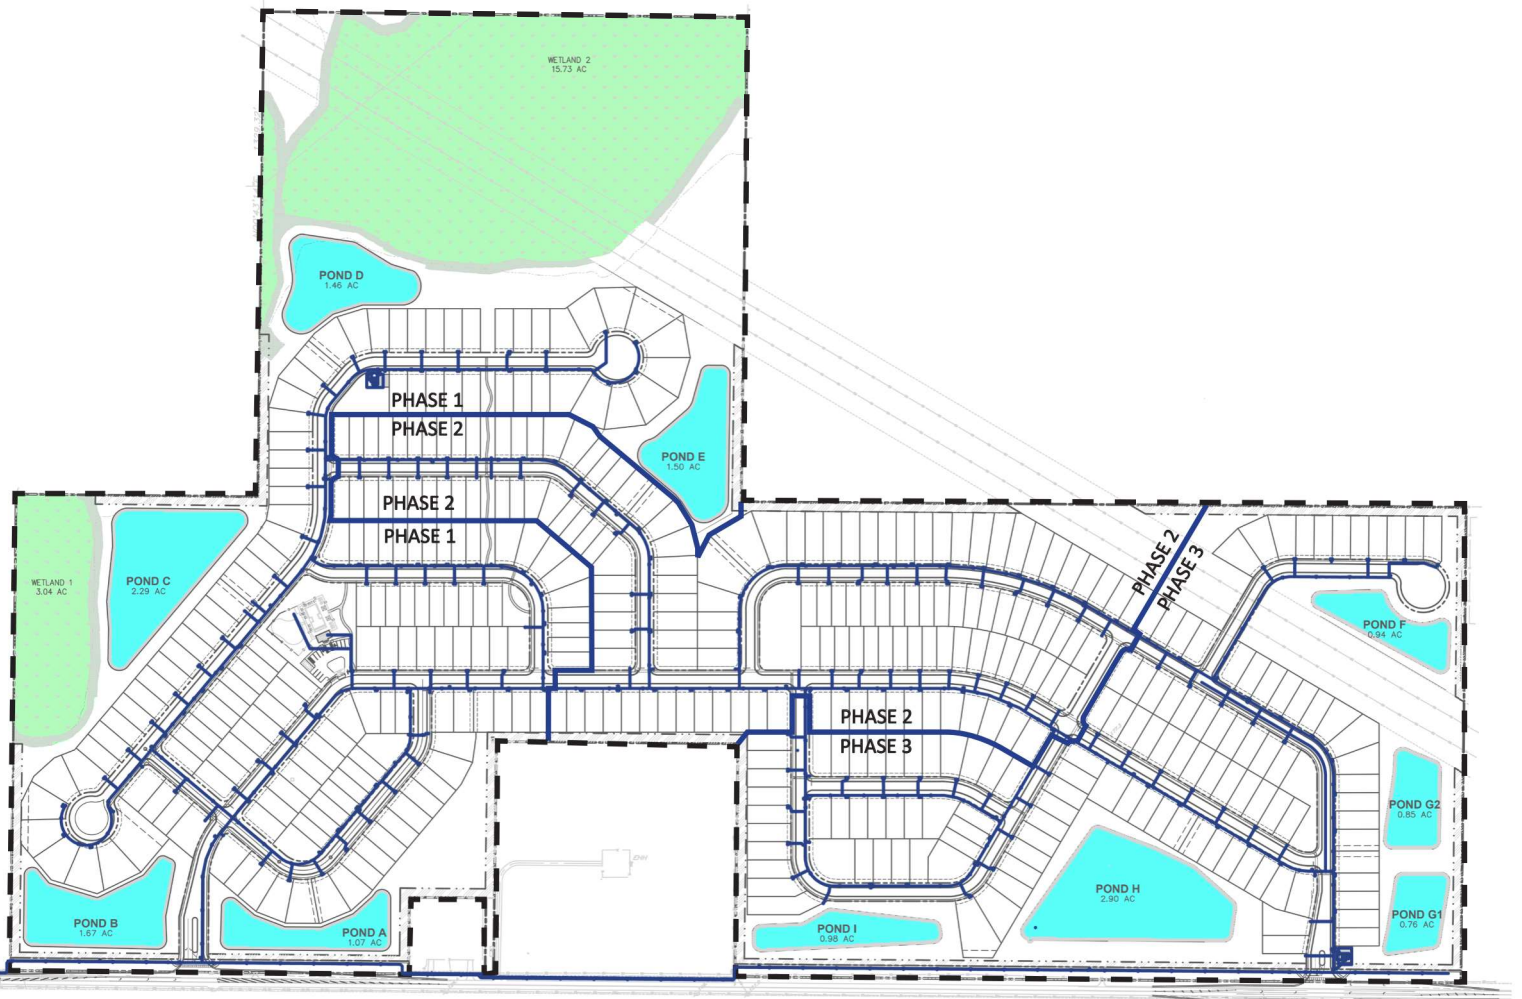 WETLAND 2
15.73 AC
POND D
1.46 AC
PHASE 1
PHASE 2
POND E
1.50 AC
PHASE 2
PHASE 1
PHASE 2
PHASE 3
WETLAND 1
3.04 AC
POND C
2.29 AC
POND F
0.94 AC
PHASE 2
PHASE 3
POND G2
0.85 AC
POND H
2.90 AC
POND G1
0.76 AC
POND B
1.67 AC
POND A
1.07 AC
POND I
0.98 AC